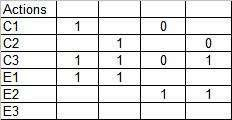 Actions
C1 1 0
C2 1 0
C3 1 1 0 1
E1 1 1
E2 1 1
E3